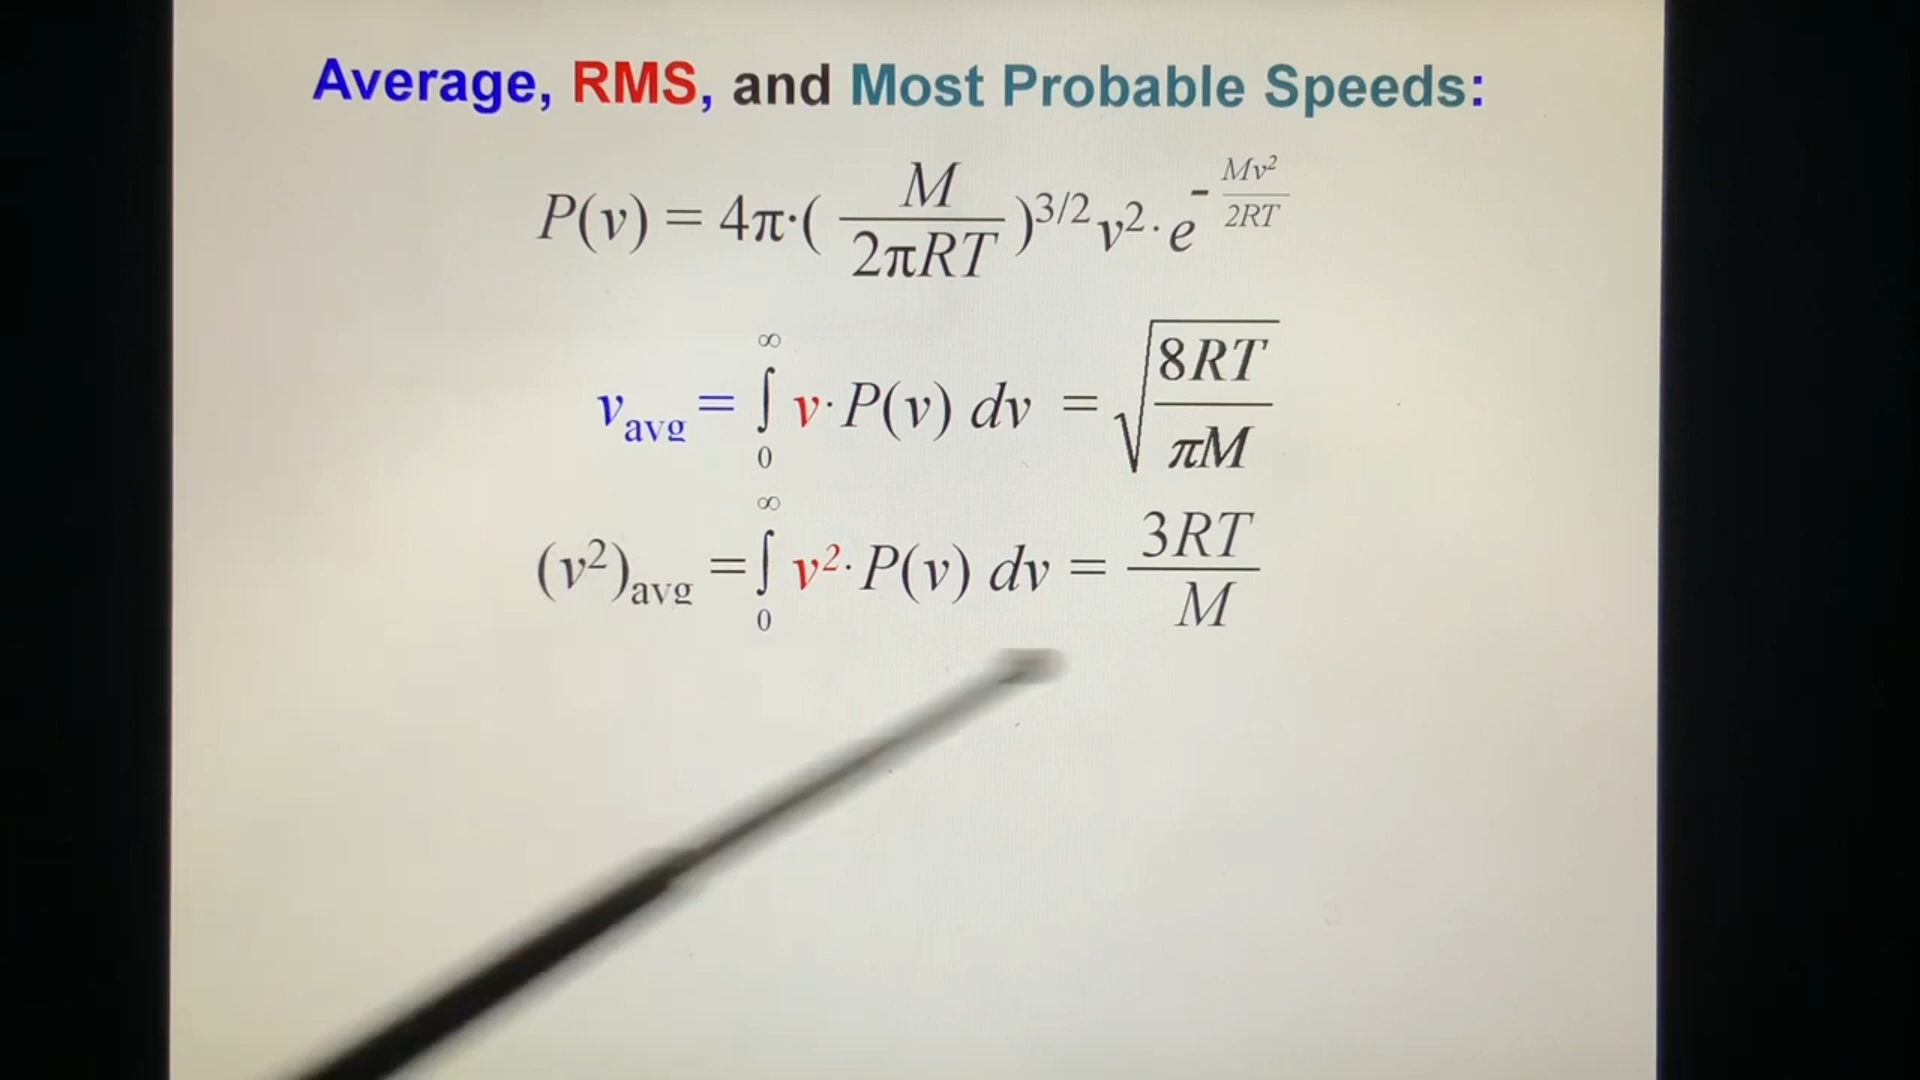 Average, RMS, and Most Probable Speeds:
P(v) = 4π·( M / 2πRT )^3/2 v²· e^- Mv² / 2RT
v_avg = ∫_0^∞ v· P(v) dv = √(8RT / πM)
(v²)_avg = ∫_0^∞ v²· P(v) dv = 3RT / M